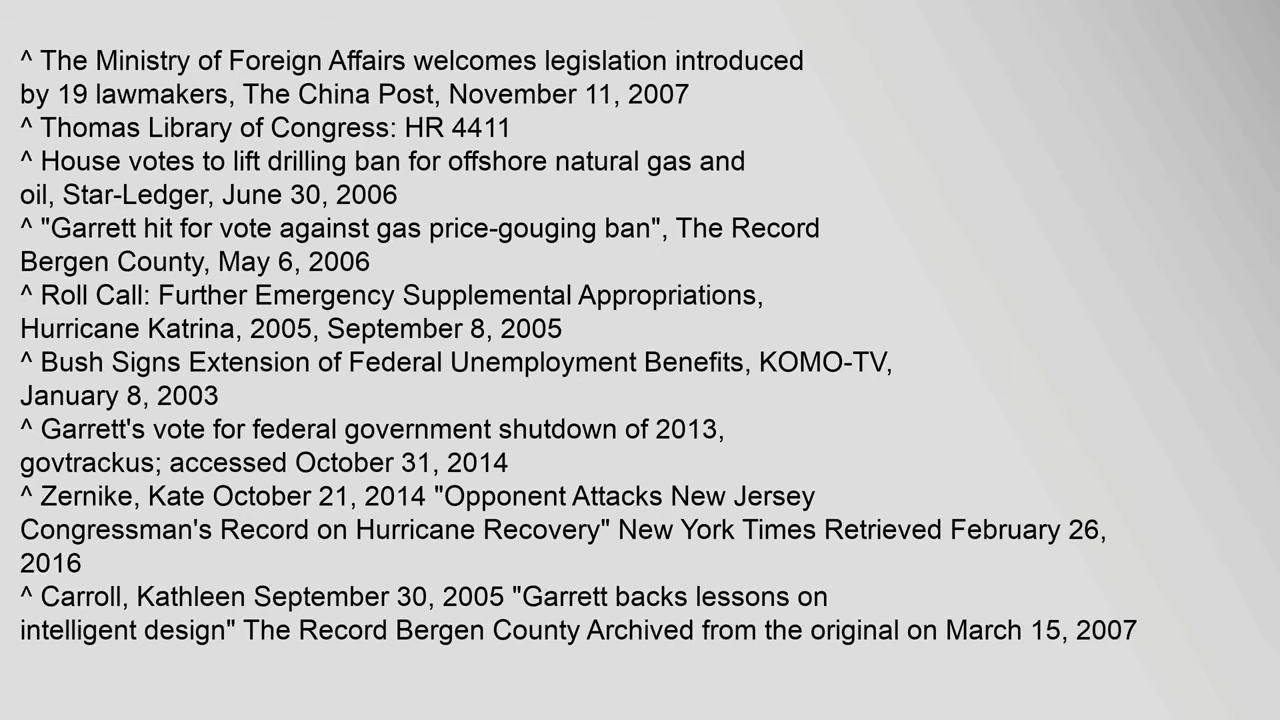 ^ The Ministry of Foreign Affairs welcomes legislation introduced
by 19 lawmakers, The China Post, November 11, 2007
^ Thomas Library of Congress: HR 4411
^ House votes to lift drilling ban for offshore natural gas and
oil, Star-Ledger, June 30, 2006
^ "Garrett hit for vote against gas price-gouging ban", The Record
Bergen County, May 6, 2006
^ Roll Call: Further Emergency Supplemental Appropriations,
Hurricane Katrina, 2005, September 8, 2005
^ Bush Signs Extension of Federal Unemployment Benefits, KOMO-TV,
January 8, 2003
^ Garrett's vote for federal government shutdown of 2013,
govtrackus; accessed October 31, 2014
^ Zernike, Kate October 21, 2014 "Opponent Attacks New Jersey
Congressman's Record on Hurricane Recovery" New York Times Retrieved February 26,
2016
^ Carroll, Kathleen September 30, 2005 "Garrett backs lessons on
intelligent design" The Record Bergen County Archived from the original on March 15, 2007